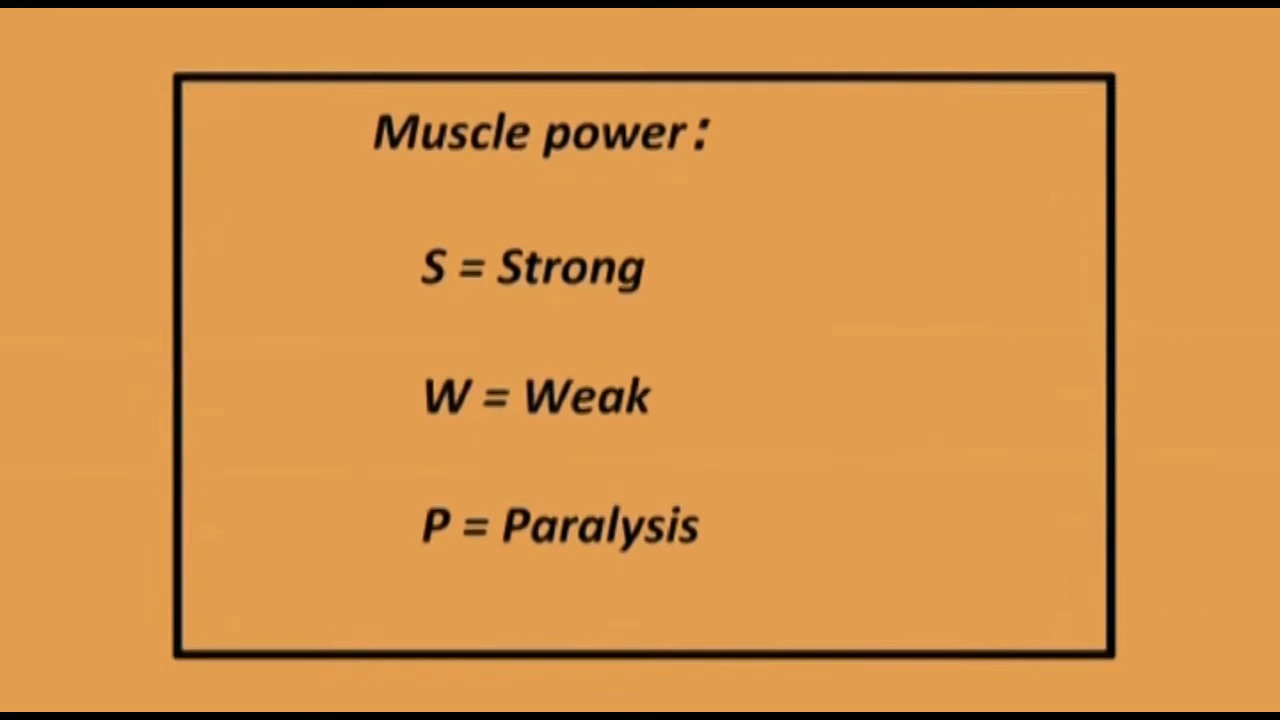 Muscle power:
S = Strong
W = Weak
P = Paralysis